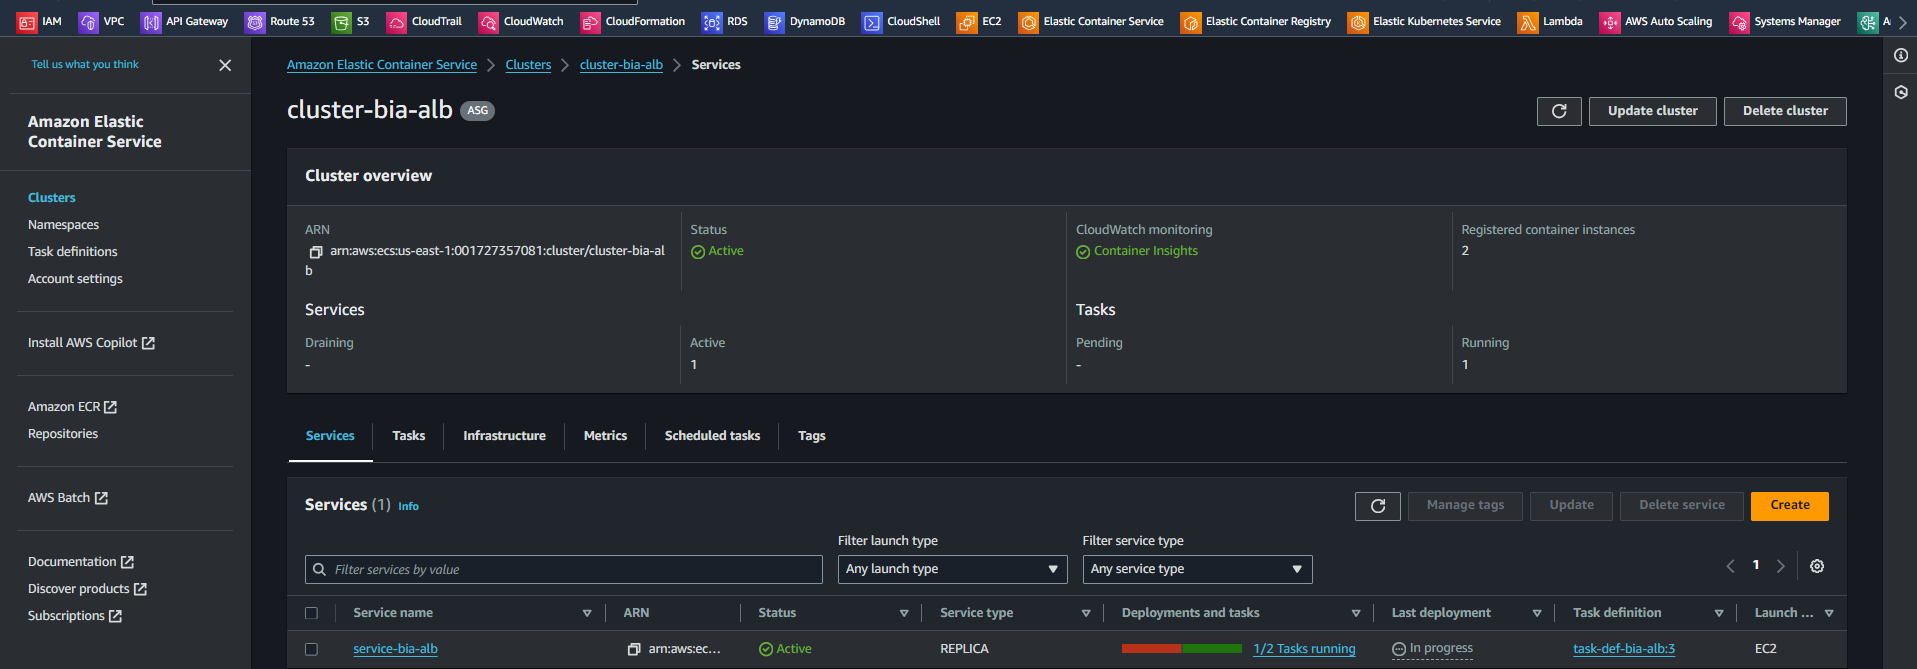 IAM VPC API Gateway Route 53 S3 CloudTrail CloudWatch CloudFormation RDS DynamoDB CloudShell EC2 Elastic Container Service Elastic Container Registry Elastic Kubernetes Service Lambda AWS Auto Scaling Systems Manager
Tell us what you think
Amazon Elastic
Container Service
Clusters
Namespaces
Task definitions
Account settings
Install AWS Copilot
Amazon ECR
Repositories
AWS Batch
Documentation
Discover products
Subscriptions
Amazon Elastic Container Service > Clusters > cluster-bia-alb > Services
cluster-bia-alb ASG
Update cluster Delete cluster
Cluster overview
ARN
arn:aws:ecs:us-east-1:001727357081:cluster/cluster-bia-al
b
Status
Active
CloudWatch monitoring
Container Insights
Registered container instances
2
Services
Draining
-
Active
1
Tasks
Pending
-
Running
1
Services Tasks Infrastructure Metrics Scheduled tasks Tags
Services (1) Info
Manage tags Update Delete service Create
Filter services by value
Filter launch type
Any launch type
Filter service type
Any service type
1
Service name ARN Status Service type Deployments and tasks Last deployment Task definition Launch ...
service-bia-alb arn:aws:ec... Active REPLICA 1/2 Tasks running In progress task-def-bia-alb:3 EC2